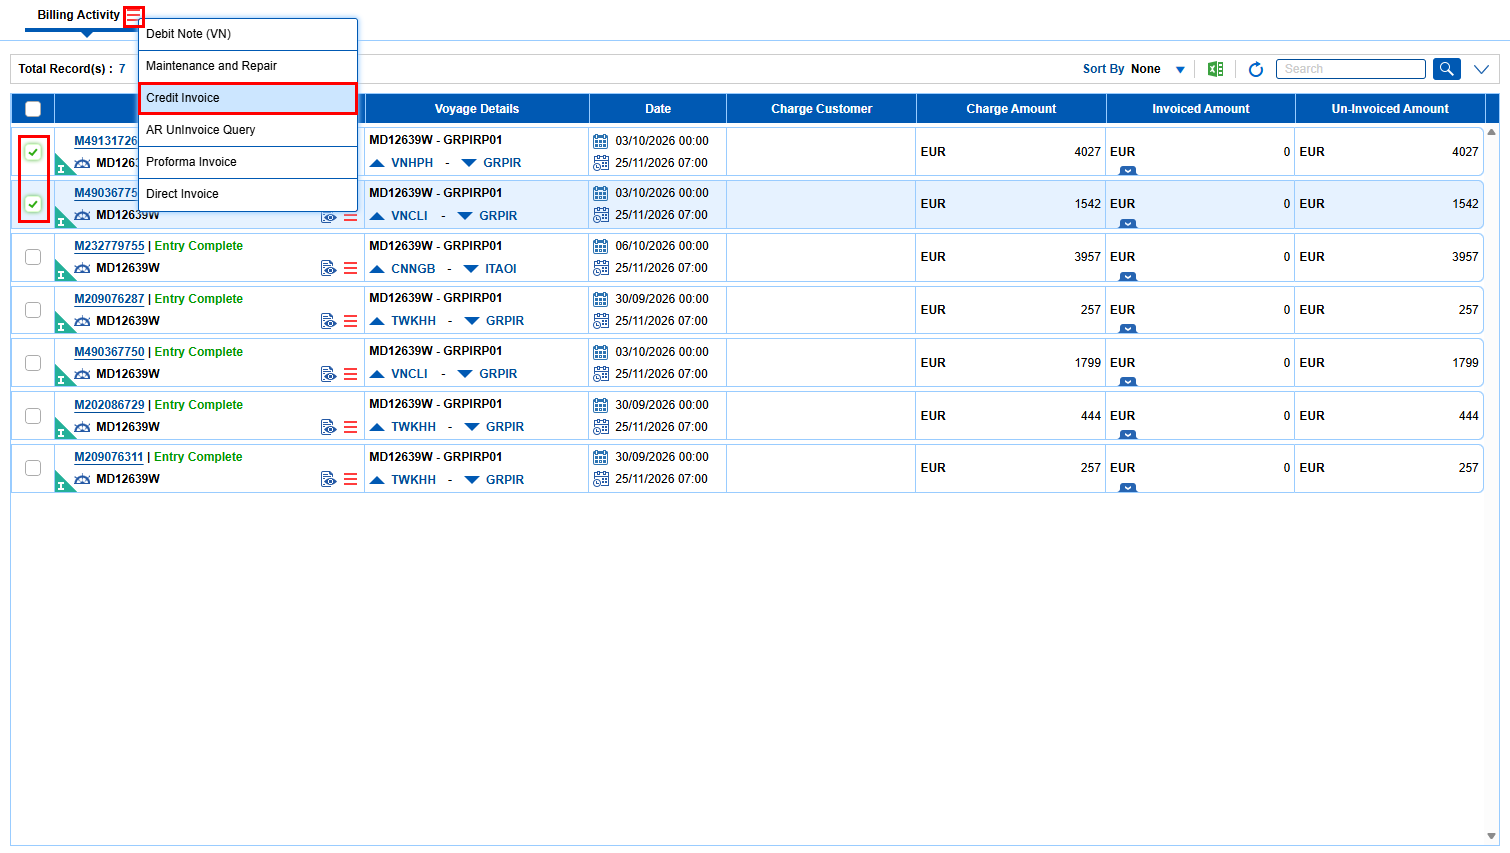 Billing Activity
Debit Note (VN)
Maintenance and Repair
Credit Invoice
AR UnInvoice Query
Proforma Invoice
Direct Invoice
Total Record(s) : 7
Sort By None
Search
Voyage Details Date Charge Customer Charge Amount Invoiced Amount Un-Invoiced Amount
M49131726 MD12639W - GRPIRP01 03/10/2026 00:00
I VNHPH - GRPIR 25/11/2026 07:00 EUR 4027 EUR 0 EUR 4027
M49036775 MD12639W - GRPIRP01 03/10/2026 00:00
I MD12639W VNCLI - GRPIR 25/11/2026 07:00 EUR 1542 EUR 0 EUR 1542
M232779755 | Entry Complete MD12639W - GRPIRP01 06/10/2026 00:00
I MD12639W CNNGB - ITAOI 25/11/2026 07:00 EUR 3957 EUR 0 EUR 3957
M209076287 | Entry Complete MD12639W - GRPIRP01 30/09/2026 00:00
I MD12639W TWKHH - GRPIR 25/11/2026 07:00 EUR 257 EUR 0 EUR 257
M490367750 | Entry Complete MD12639W - GRPIRP01 03/10/2026 00:00
I MD12639W VNCLI - GRPIR 25/11/2026 07:00 EUR 1799 EUR 0 EUR 1799
M202086729 | Entry Complete MD12639W - GRPIRP01 30/09/2026 00:00
I MD12639W TWKHH - GRPIR 25/11/2026 07:00 EUR 444 EUR 0 EUR 444
M209076311 | Entry Complete MD12639W - GRPIRP01 30/09/2026 00:00
I MD12639W TWKHH - GRPIR 25/11/2026 07:00 EUR 257 EUR 0 EUR 257